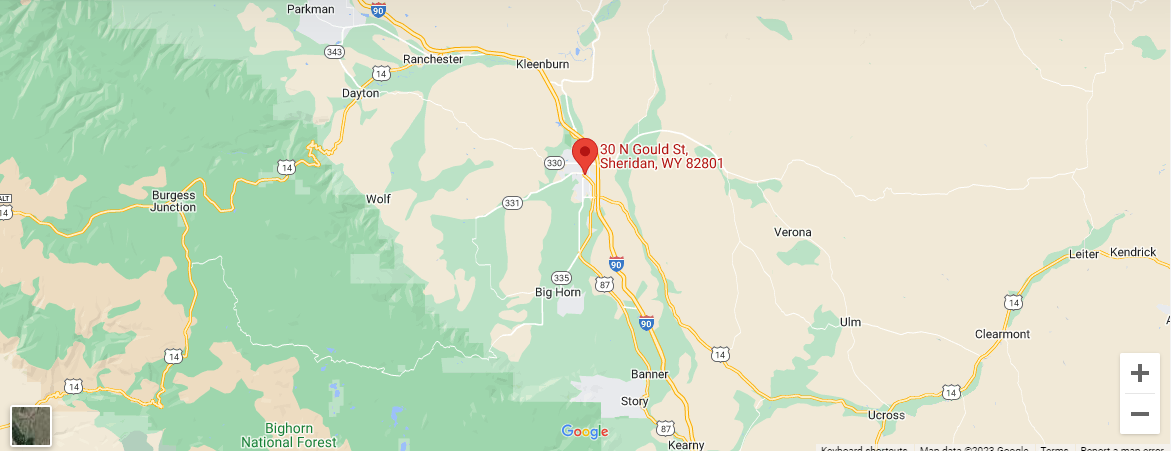 Parkman
90
343
Ranchester
14
Kleenburn
Dayton
30 N Gould St,
Sheridan, WY 82801
330
14
Burgess
Junction
Wolf
331
ALT
14
Verona
90
Leiter
Kendrick
335
87
Big Horn
14
90
Ulm
Clearmont
14
14
Banner
14
14
Story
Ucross
87
Bighorn
National Forest
Google
Kearny
Keyboard shortcuts
Map data ©2023 Google
Terms
Report a map error